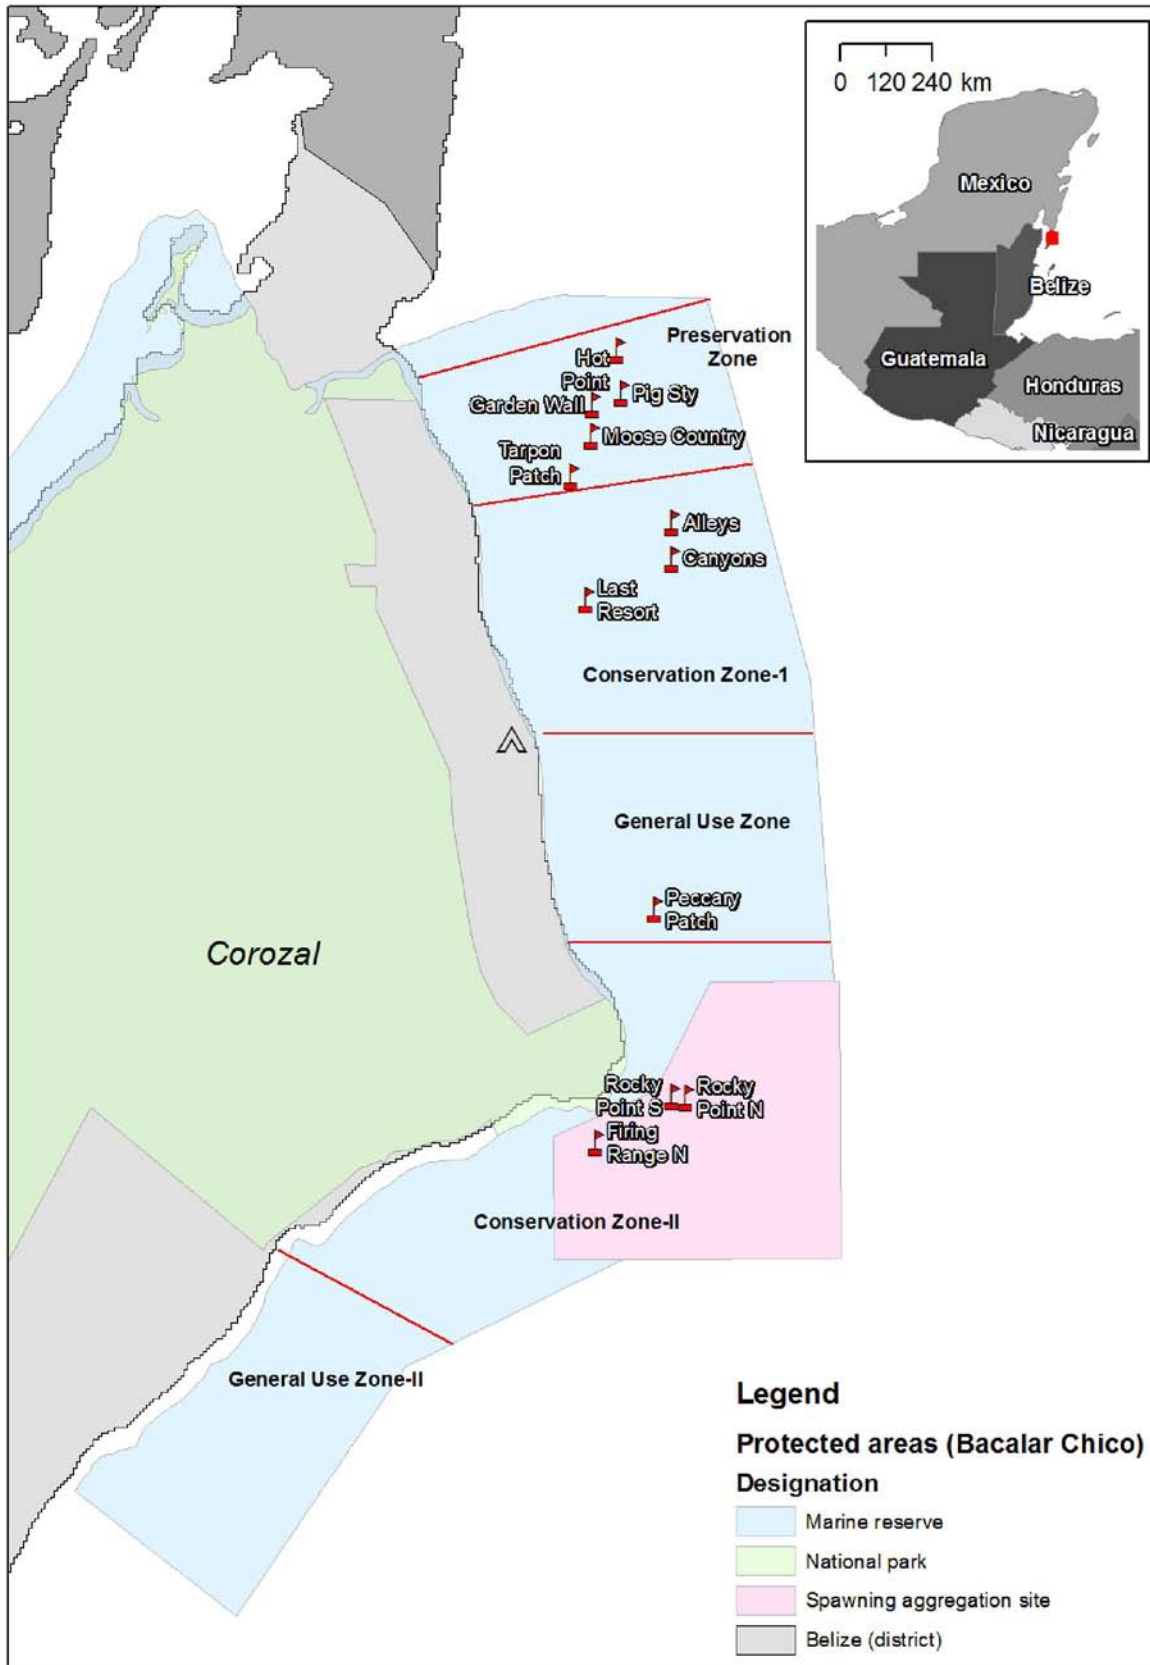 0 120 240 km
Mexico
Belize
Guatemala
Honduras
Nicaragua
Preservation
Zone
Hot
Point
Pig Sty
Garden Wall
Moose Country
Tarpon
Patch
Alleys
Canyons
Last
Resort
Conservation Zone-1
General Use Zone
Peccary
Patch
Corozal
Rocky
Point S
Rocky
Point N
Firing
Range N
Conservation Zone-II
General Use Zone-II
Legend
Protected areas (Bacalar Chico)
Designation
Marine reserve
National park
Spawning aggregation site
Belize (district)